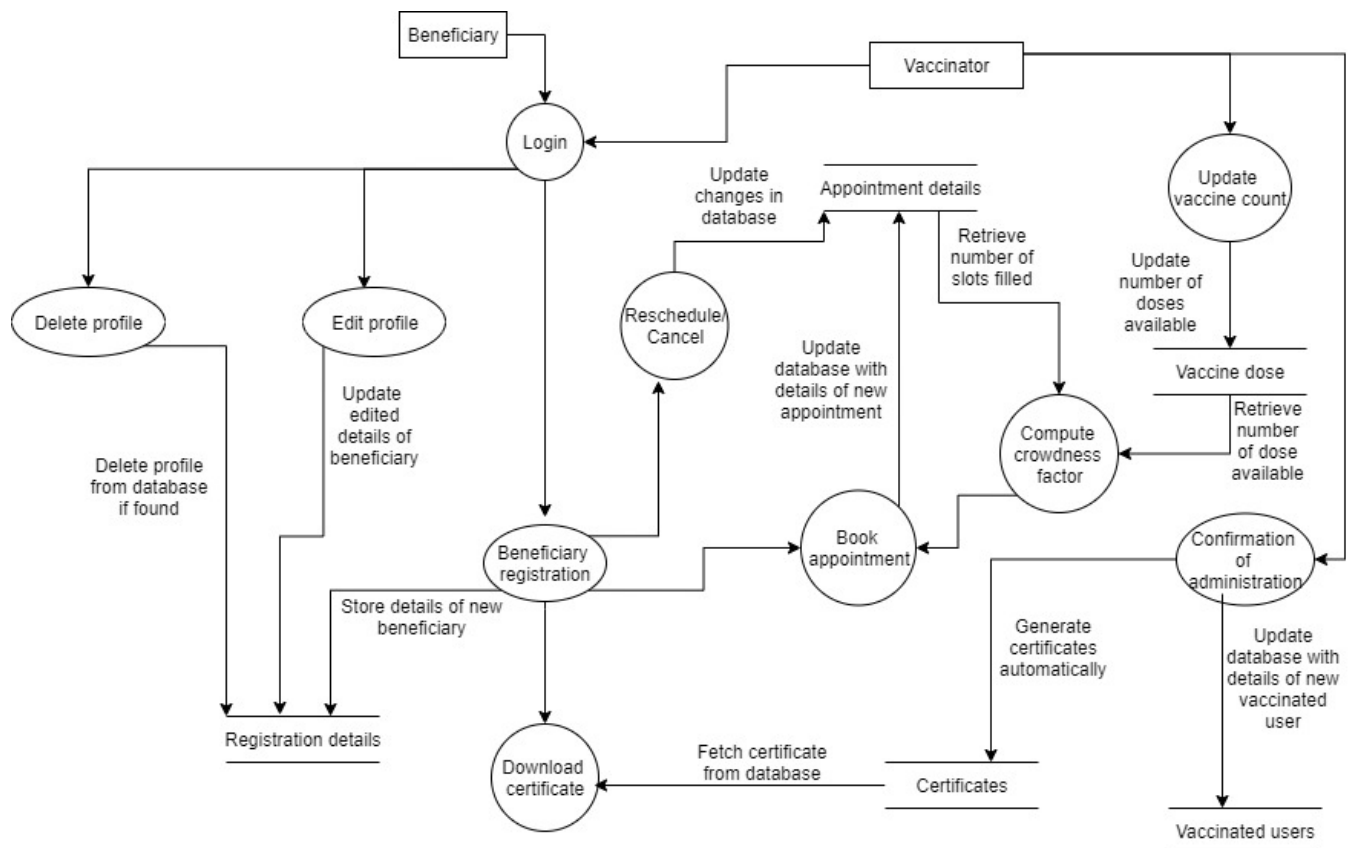 Beneficiary
Vaccinator
Login
Update
changes in
database
Appointment details
Update
vaccine count
Retrieve
number of
slots filled
Update
number of
doses
available
Delete profile
Edit profile
Reschedule/
Cancel
Update
database with
details of new
appointment
Vaccine dose
Update
edited
details of
beneficiary
Retrieve
number
of dose
available
Compute
crowdness
factor
Delete profile
from database
if found
Book
appointment
Beneficiary
registration
Confirmation
of
administration
Store details of new
beneficiary
Generate
certificates
automatically
Update
database with
details of new
vaccinated
user
Registration details
Download
certificate
Fetch certificate
from database
Certificates
Vaccinated users